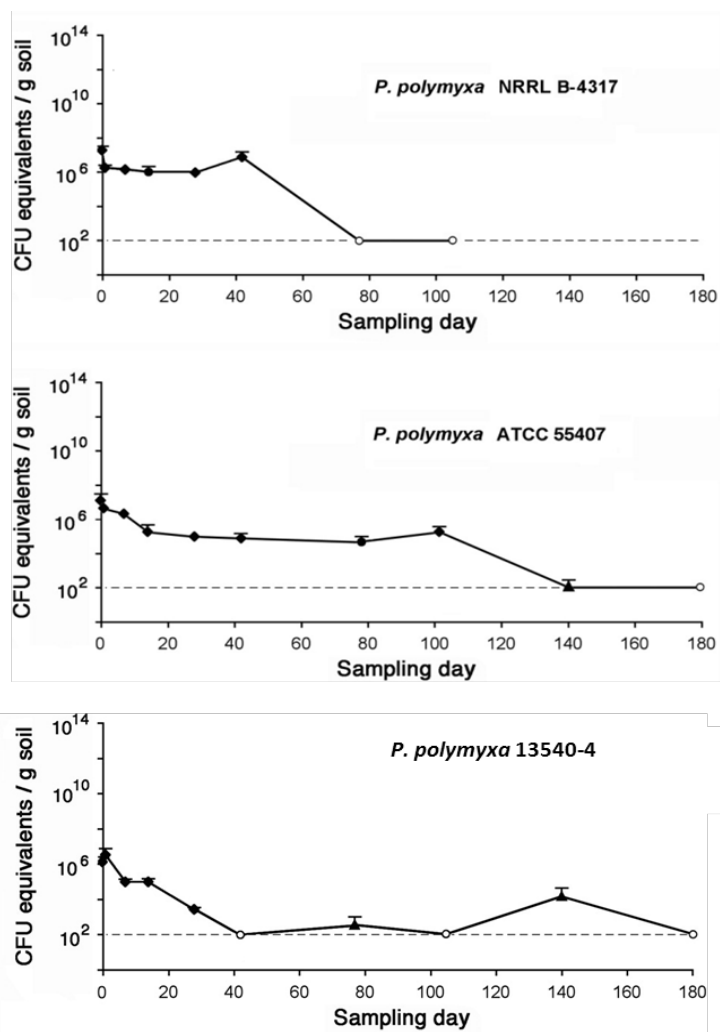 10^14
10^10
10^6
10^2
CFU equivalents / g soil
P. polymyxa NRRL B-4317
0 20 40 60 80 100 120 140 160 180
Sampling day
10^14
10^10
10^6
10^2
CFU equivalents / g soil
P. polymyxa ATCC 55407
0 20 40 60 80 100 120 140 160 180
Sampling day
10^14
10^10
10^6
10^2
CFU equivalents / g soil
P. polymyxa 13540-4
0 20 40 60 80 100 120 140 160 180
Sampling day